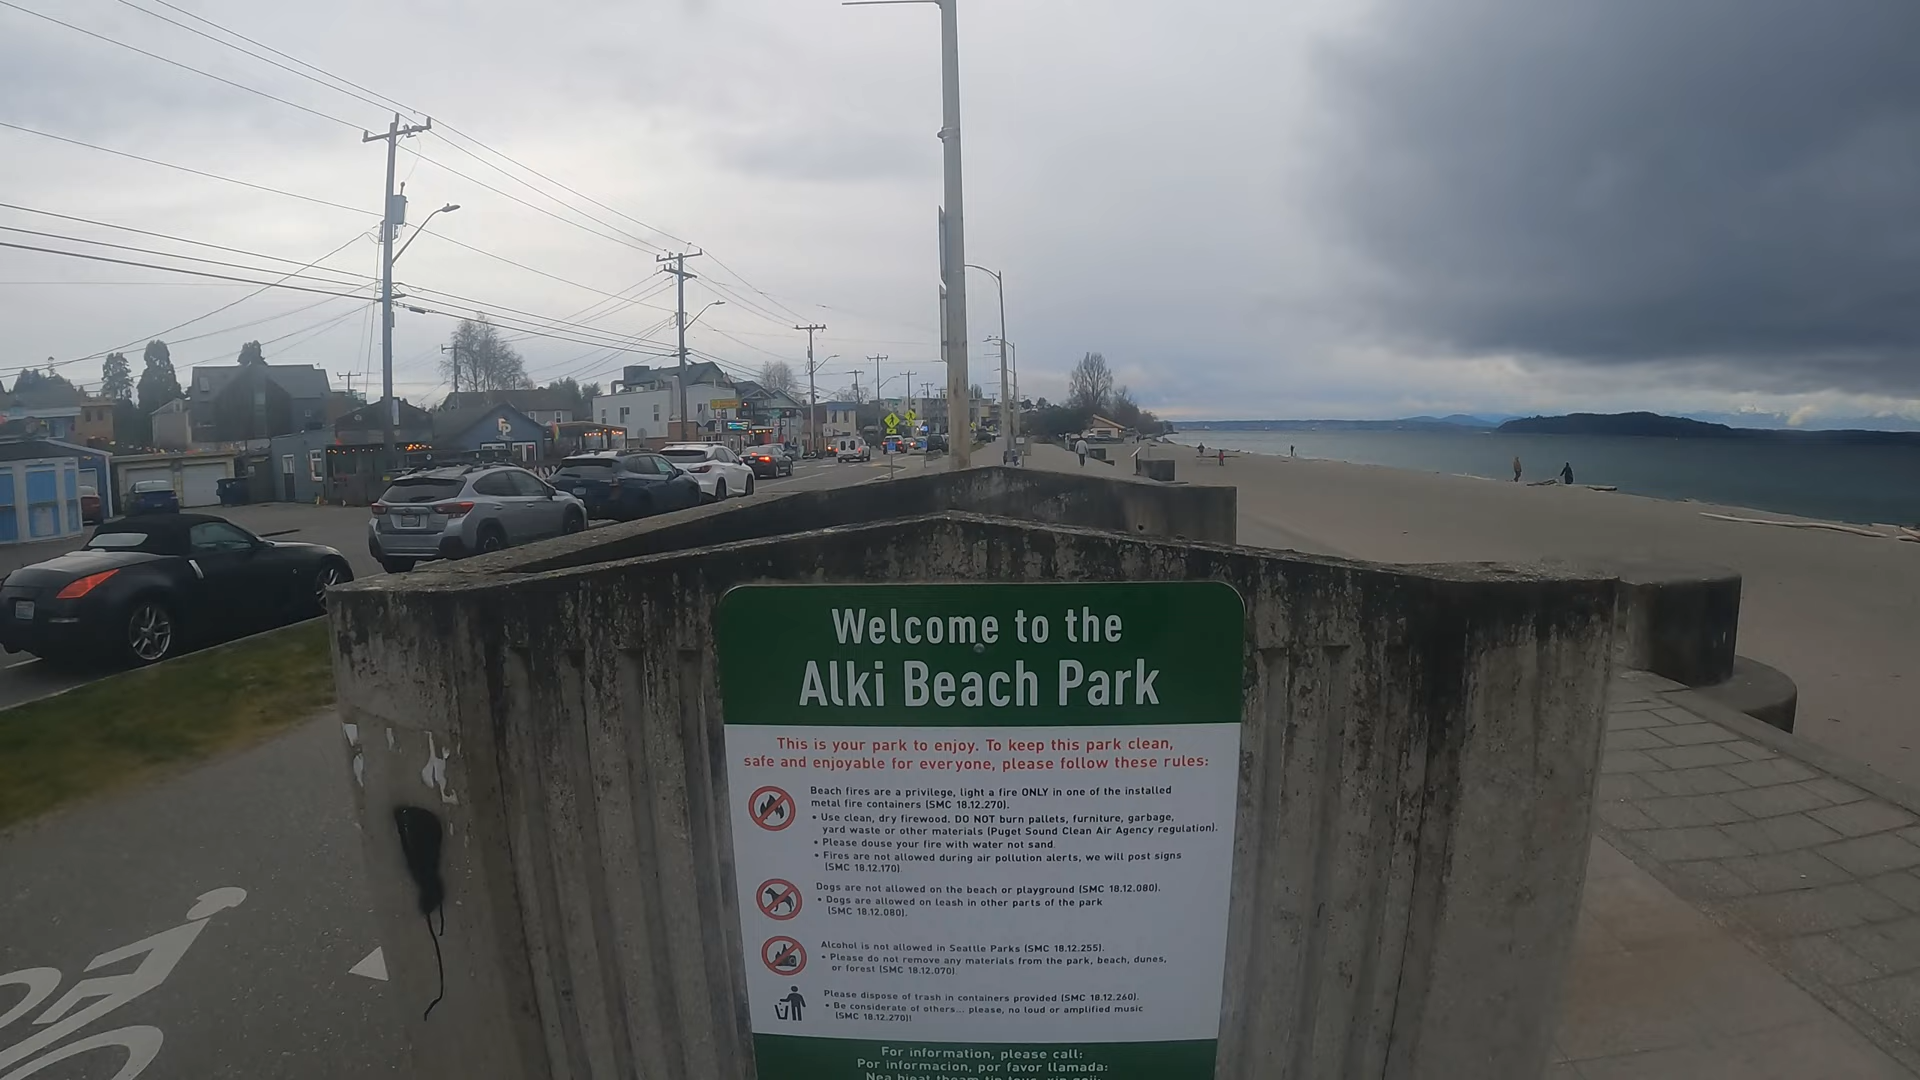 Welcome to the
Alki Beach Park
This is your park to enjoy. To keep this park clean,
safe and enjoyable for everyone, please follow these rules:
Beach fires are a privilege, light a fire ONLY in one of the installed
metal fire containers (SMC 18.12.270).
• Use clean, dry firewood. DO NOT burn pallets, furniture, garbage,
yard waste or other materials (Puget Sound Clean Air Agency regulation).
• Please douse your fire with water not sand.
• Fires are not allowed during air pollution alerts, we will post signs
(SMC 18.12.170).
Dogs are not allowed on the beach or playground (SMC 18.12.080).
• Dogs are allowed on leash in other parts of the park
(SMC 18.12.080).
Alcohol is not allowed in Seattle Parks (SMC 18.12.255).
• Please do not remove any materials from the park, beach, dunes,
or forest (SMC 18.12.070).
Please dispose of trash in containers provided (SMC 18.12.260).
• Be considerate of others... please, no loud or amplified music
(SMC 18.12.270)!
For information, please call:
Por informacion, por favor llamada: